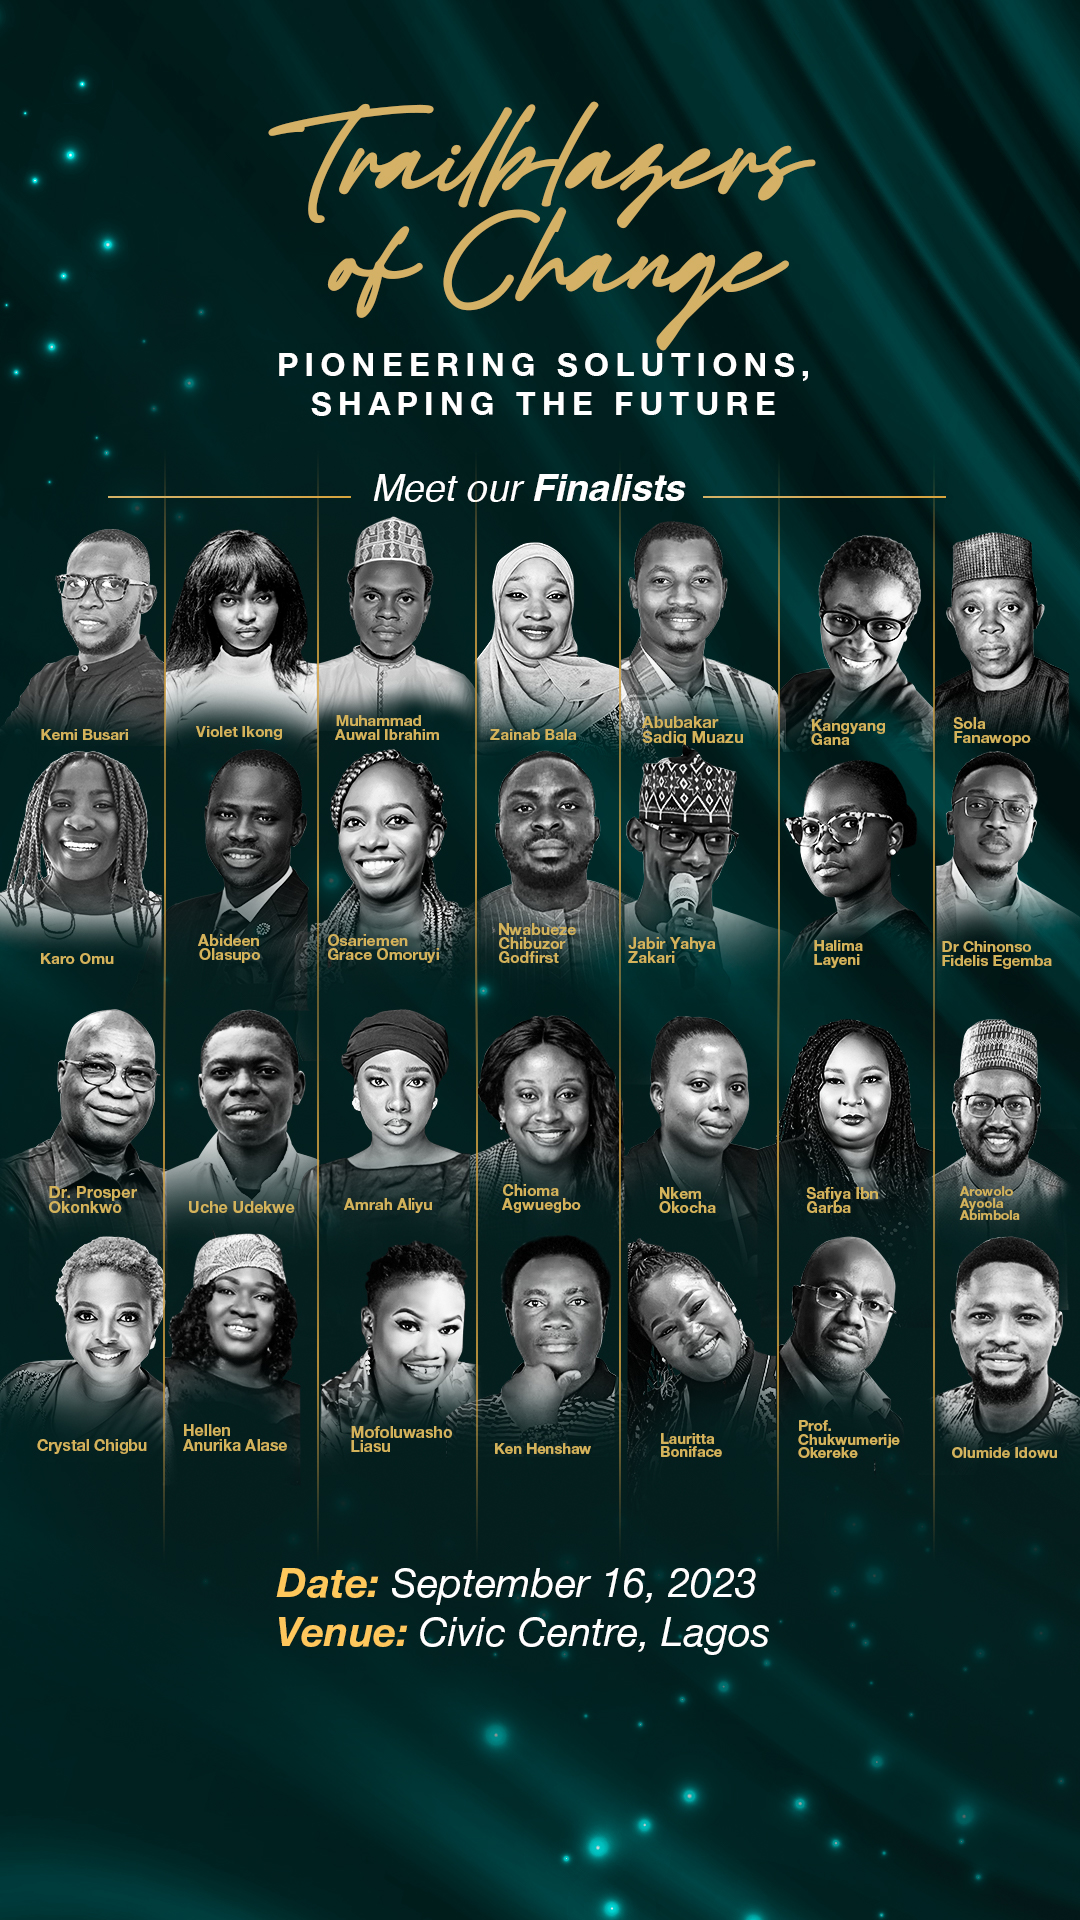 Trailblazers
of Change
PIONEERING SOLUTIONS,
SHAPING THE FUTURE
Meet our Finalists
Kemi Busari
Violet Ikong
Muhammad
Auwal Ibrahim
Zainab Bala
Abubakar
Sadiq Muazu
Kangyang
Gana
Sola
Fanawopo
Karo Omu
Abideen
Olasupo
Osariemen
Grace Omoruyi
Nwabueze
Chibuzor
Godfirst
Jabir Yahya
Zakari
Halima
Layeni
Dr Chinonso
Fidelis Egemba
Dr. Prosper
Okonkwo
Uche Udekwe
Amrah Aliyu
Chioma
Agwuegbo
Nkem
Okocha
Safiya Ibn
Garba
Arowolo
Ayoola
Abimbola
Crystal Chigbu
Hellen
Anurika Alase
Mofoluwasho
Liasu
Ken Henshaw
Lauritta
Boniface
Prof.
Chukwumerije
Okereke
Olumide Idowu
Date: September 16, 2023
Venue: Civic Centre, Lagos